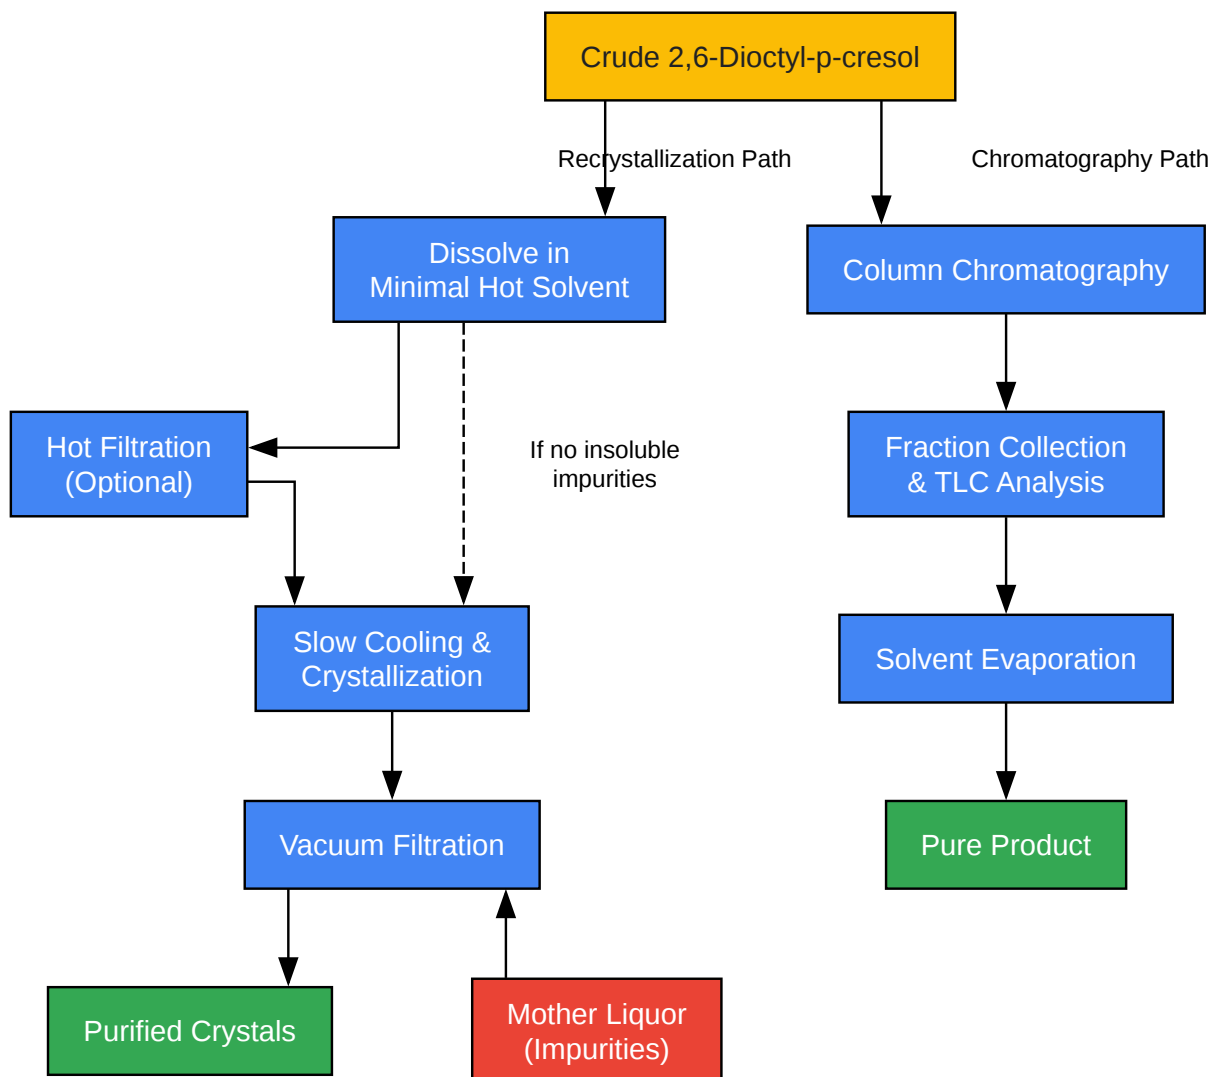 Crude 2,6-Dioctyl-p-cresol
Recrystallization Path
Chromatography Path
Dissolve in
Minimal Hot Solvent
Column Chromatography
Hot Filtration
(Optional)
If no insoluble
impurities
Fraction Collection
& TLC Analysis
Slow Cooling &
Crystallization
Solvent Evaporation
Vacuum Filtration
Pure Product
Purified Crystals
Mother Liquor
(Impurities)